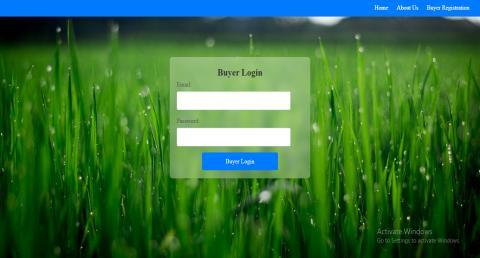 Home About Us Buyer Registration
Buyer Login
Email:
Password:
Buyer Login
Activate Windows
Go to Settings to activate Windows.